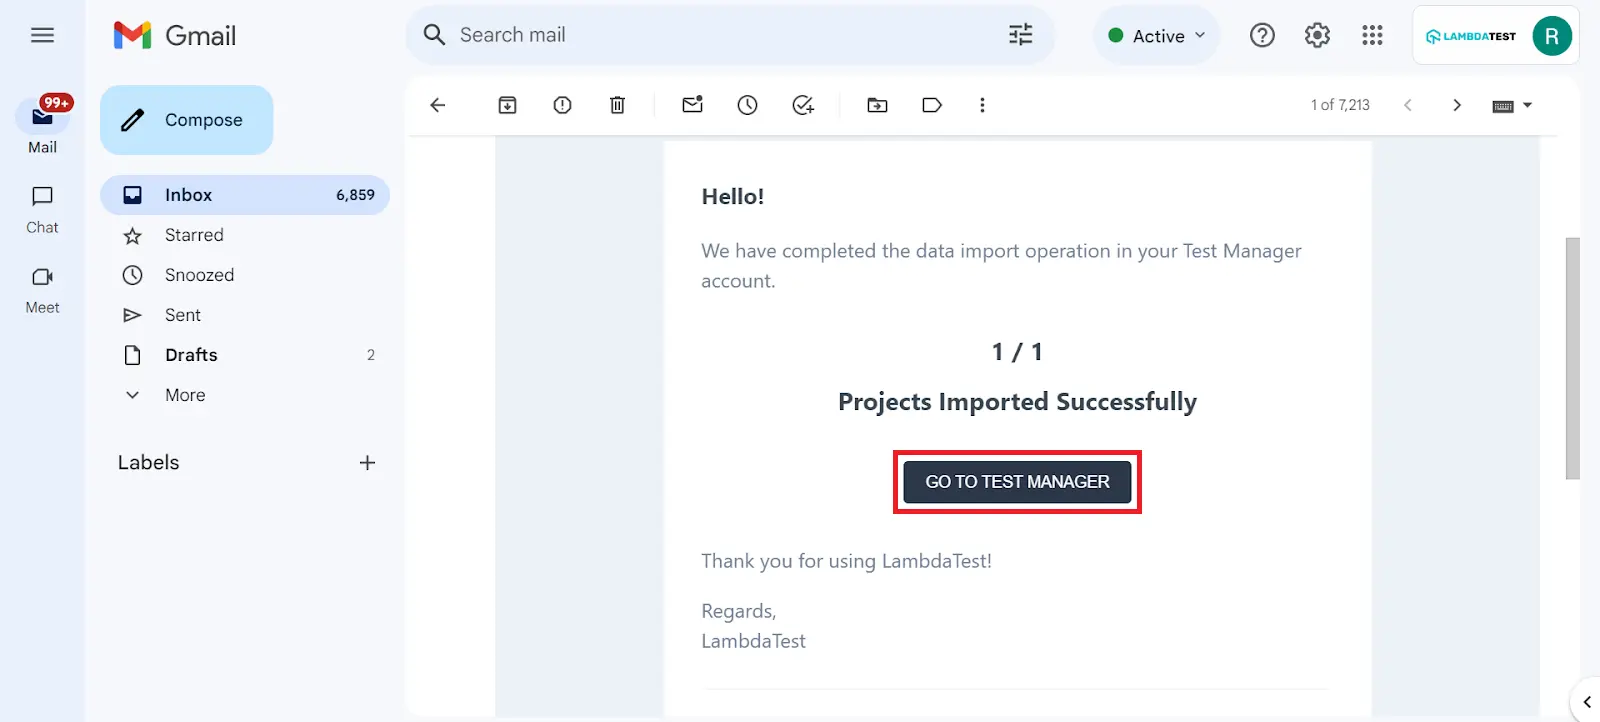 Gmail
Search mail
Active
LAMBDATEST
R
99+
Mail
Chat
Meet
Compose
Inbox 6,859
Starred
Snoozed
Sent
Drafts 2
More
Labels
1 of 7,213
Hello!
We have completed the data import operation in your Test Manager
account.
1 / 1
Projects Imported Successfully
GO TO TEST MANAGER
Thank you for using LambdaTest!
Regards,
LambdaTest